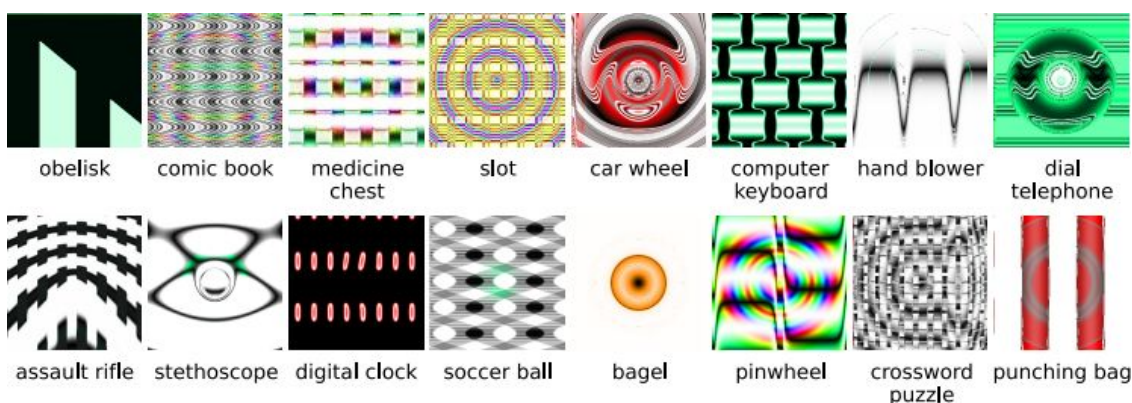 obelisk
comic book
medicine
chest
slot
car wheel
computer
keyboard
hand blower
dial
telephone
assault rifle
stethoscope
digital clock
soccer ball
bagel
pinwheel
crossword
puzzle
punching bag